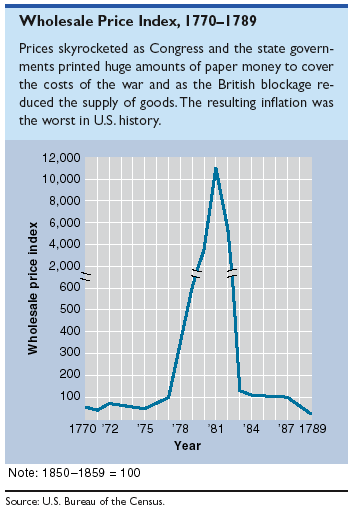 Wholesale Price Index, 1770–1789
Prices skyrocketed as Congress and the state govern-
ments printed huge amounts of paper money to cover
the costs of the war and as the British blockage re-
duced the supply of goods. The resulting inflation was
the worst in U.S. history.
12,000
10,000
8,000
6,000
4,000
2,000
600
500
400
300
200
100
Wholesale price index
1770 '72 '75 '78 '81 '84 '87 1789
Year
Note: 1850–1859 = 100
Source: U.S. Bureau of the Census.